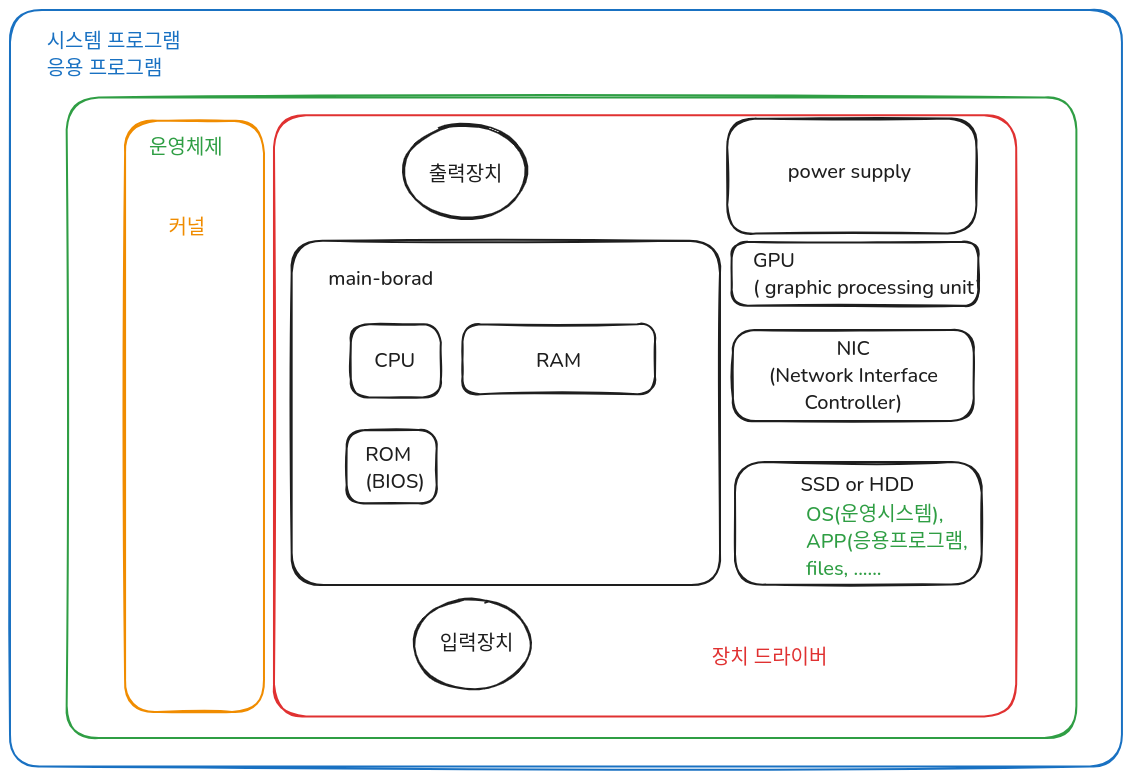 시스템 프로그램
응용 프로그램
운영체제
커널
출력장치
power supply
main-borad
GPU
( graphic processing unit
CPU
RAM
NIC
(Network Interface
Controller)
ROM
(BIOS)
SSD or HDD
OS(운영시스템),
APP(응용프로그램,
files, ......
입력장치
장치 드라이버